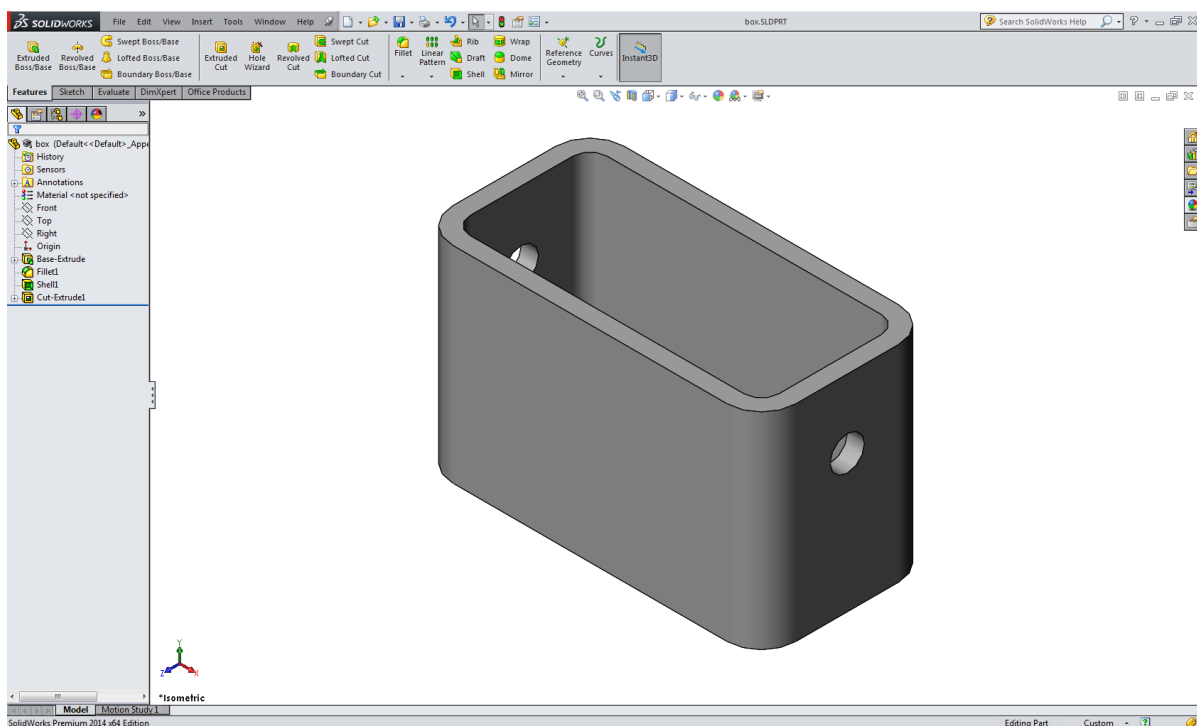 SOLIDWORKS File Edit View Insert Tools Window Help box.SLDPRT Search SolidWorks Help
Extruded Boss/Base
Revolved Boss/Base
Swept Boss/Base
Lofted Boss/Base
Boundary Boss/Base
Extruded Cut
Hole Wizard
Revolved Cut
Swept Cut
Lofted Cut
Boundary Cut
Fillet
Linear Pattern
Rib
Draft
Shell
Wrap
Dome
Mirror
Reference Geometry
Curves
Instant3D
Features Sketch Evaluate DimXpert Office Products
box (Default<<Default>_Appe
History
Sensors
Annotations
Material <not specified>
Front
Top
Right
Origin
Base-Extrude
Fillet1
Shell1
Cut-Extrude1
Y
Z X
*Isometric
Model Motion Study 1
SolidWorks Premium 2014 x64 Edition Editing Part Custom